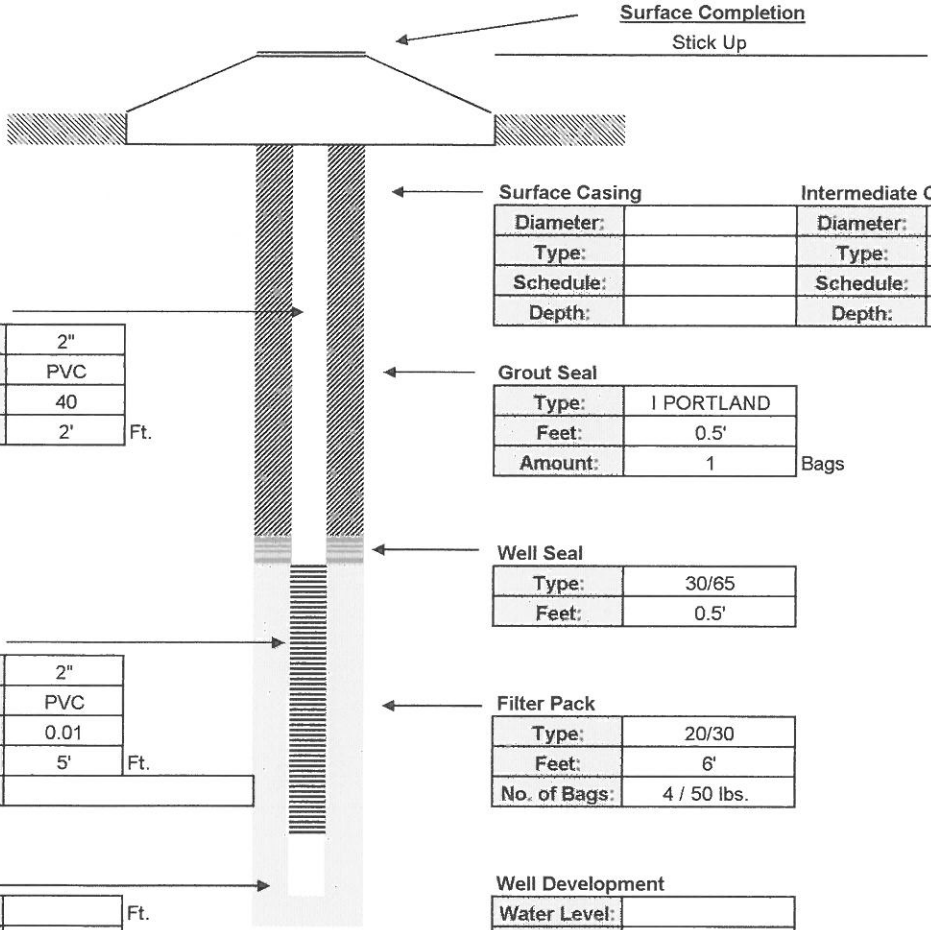 Surface Completion
Stick Up
Surface Casing Intermediate C
Diameter: Diameter:
Type: Type:
Schedule: Schedule:
Depth: Depth:
2"
PVC
40
2' Ft.
Grout Seal
Type: I PORTLAND
Feet: 0.5'
Amount: 1 Bags
Well Seal
Type: 30/65
Feet: 0.5'
2"
PVC
0.01
5' Ft.
Filter Pack
Type: 20/30
Feet: 6'
No. of Bags: 4 / 50 lbs.
Ft.
Well Development
Water Level: